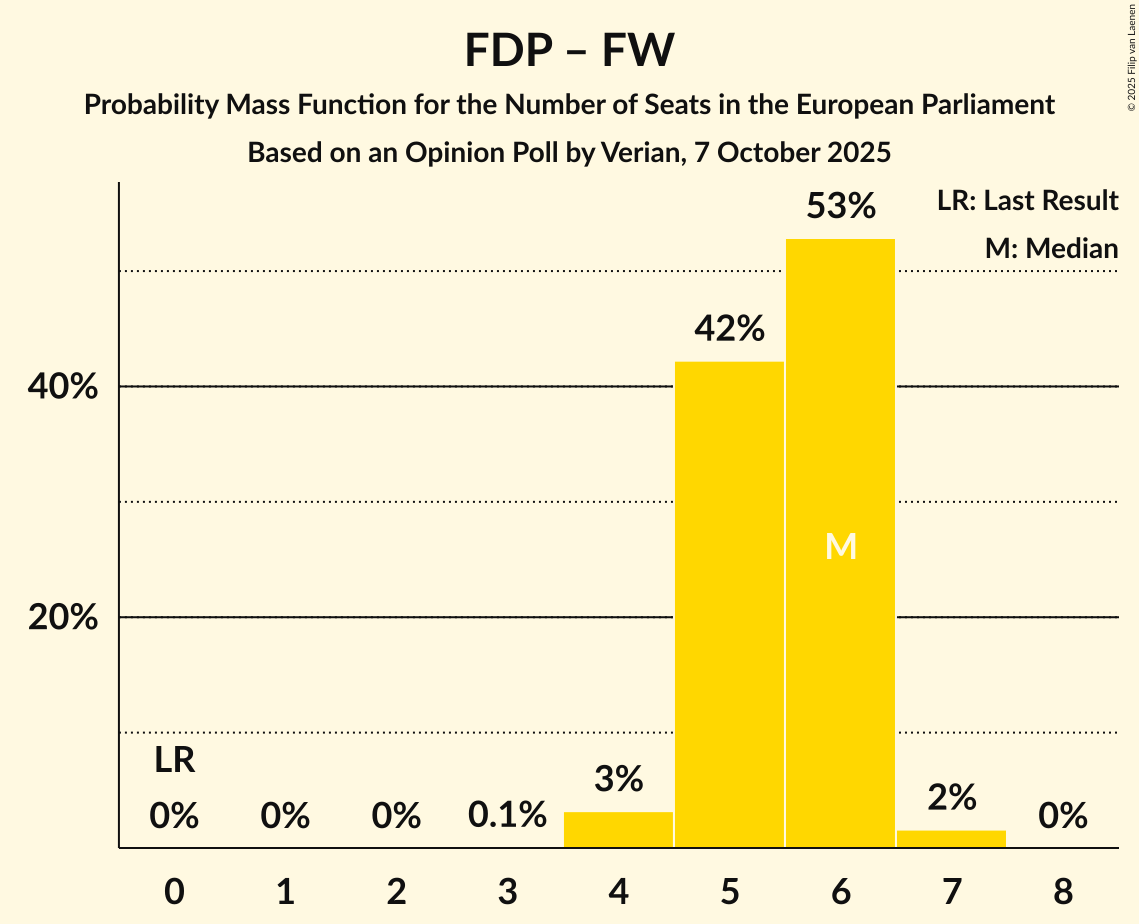 FDP – FW
Probability Mass Function for the Number of Seats in the European Parliament
Based on an Opinion Poll by Verian, 7 October 2025
© 2025 Filip van Laenen
LR: Last Result
M: Median
53%
42%
40%
M
20%
LR
0%
0%
0%
0.1%
3%
2%
0%
0 1 2 3 4 5 6 7 8